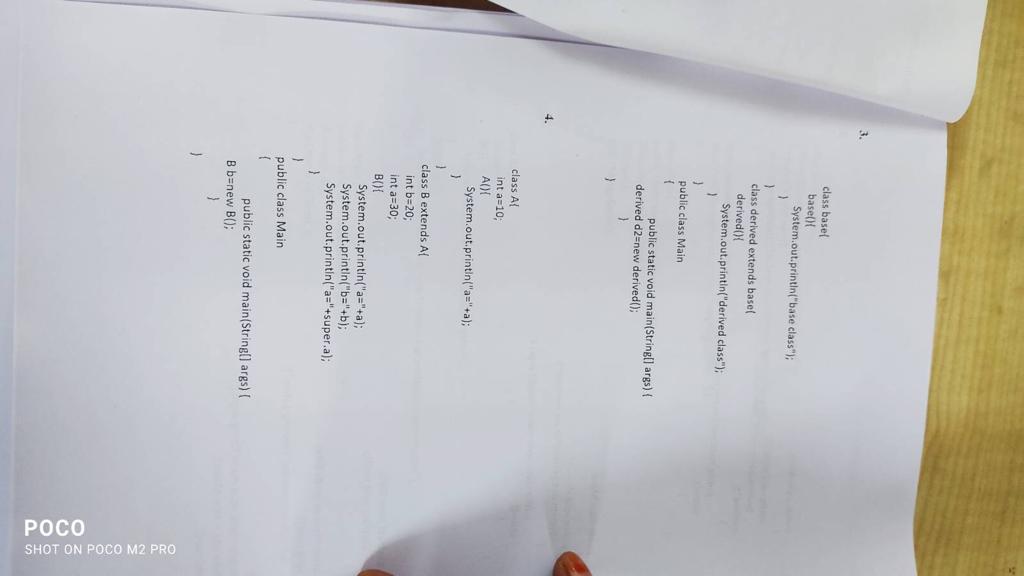 3.
class base{
base(){
System.out.println("base class");
}
}
class derived extends base{
derived(){
System.out.println("derived class");
}
}
public class Main
{
public static void main(String[] args) {
derived d2=new derived();
}
}
4.
class A{
int a=10;
A(){
System.out.println("a="+a);
}
}
class B extends A{
int b=20;
int a=30;
B(){
System.out.println("a="+a);
System.out.println("b="+b);
System.out.println("a="+super.a);
}
}
public class Main
{
public static void main(String[] args) {
B b=new B();
}
}
POCO
SHOT ON POCO M2 PRO